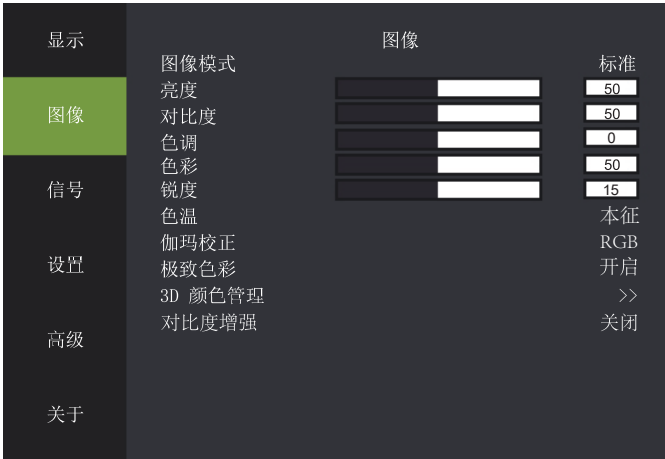 显示
图像
信号
设置
高级
关于
图像
图像模式 标准
亮度 50
对比度 50
色调 0
色彩 50
锐度 15
色温 本征
伽玛校正 RGB
极致色彩 开启
3D 颜色管理 >>
对比度增强 关闭